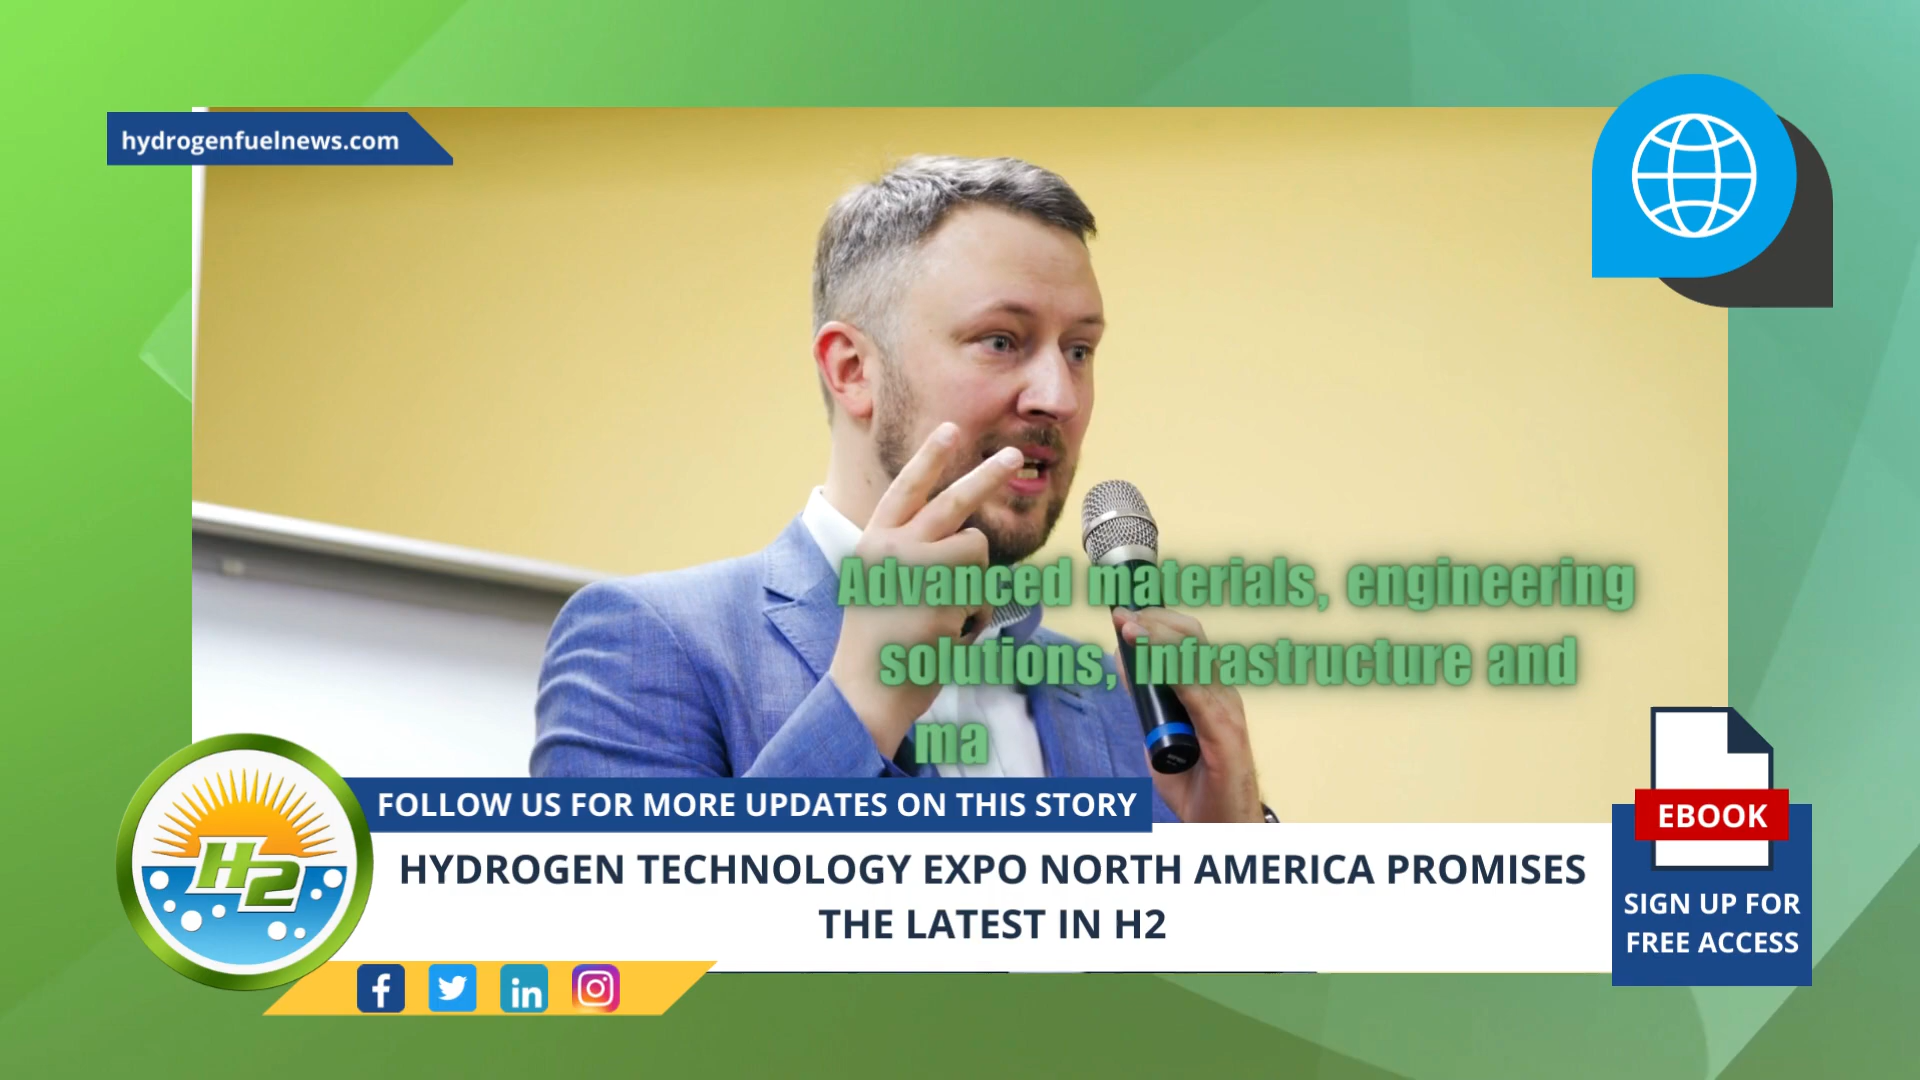 hydrogenfuelnews.com
Advanced materials, engineering
solutions, infrastructure and
ma
FOLLOW US FOR MORE UPDATES ON THIS STORY
HYDROGEN TECHNOLOGY EXPO NORTH AMERICA PROMISES
THE LATEST IN H2
H2
EBOOK
SIGN UP FOR
FREE ACCESS